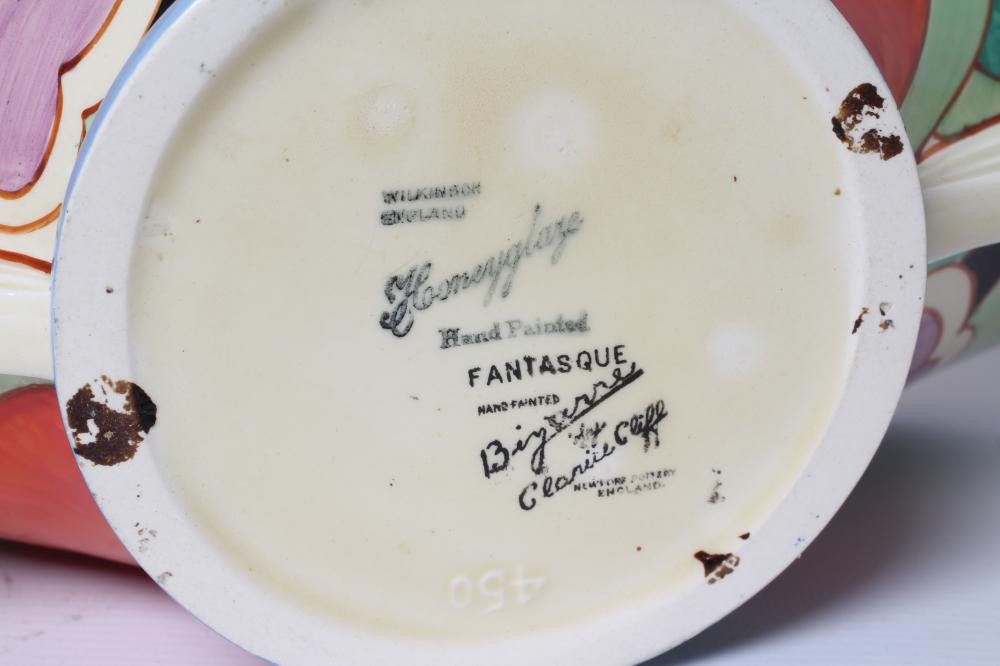 WILKINSON
ENGLAND
Honeyglaze
Hand Painted
FANTASQUE
HAND PAINTED
Bizarre
by
Clarice Cliff
NEWPORT POTTERY
ENGLAND.
450